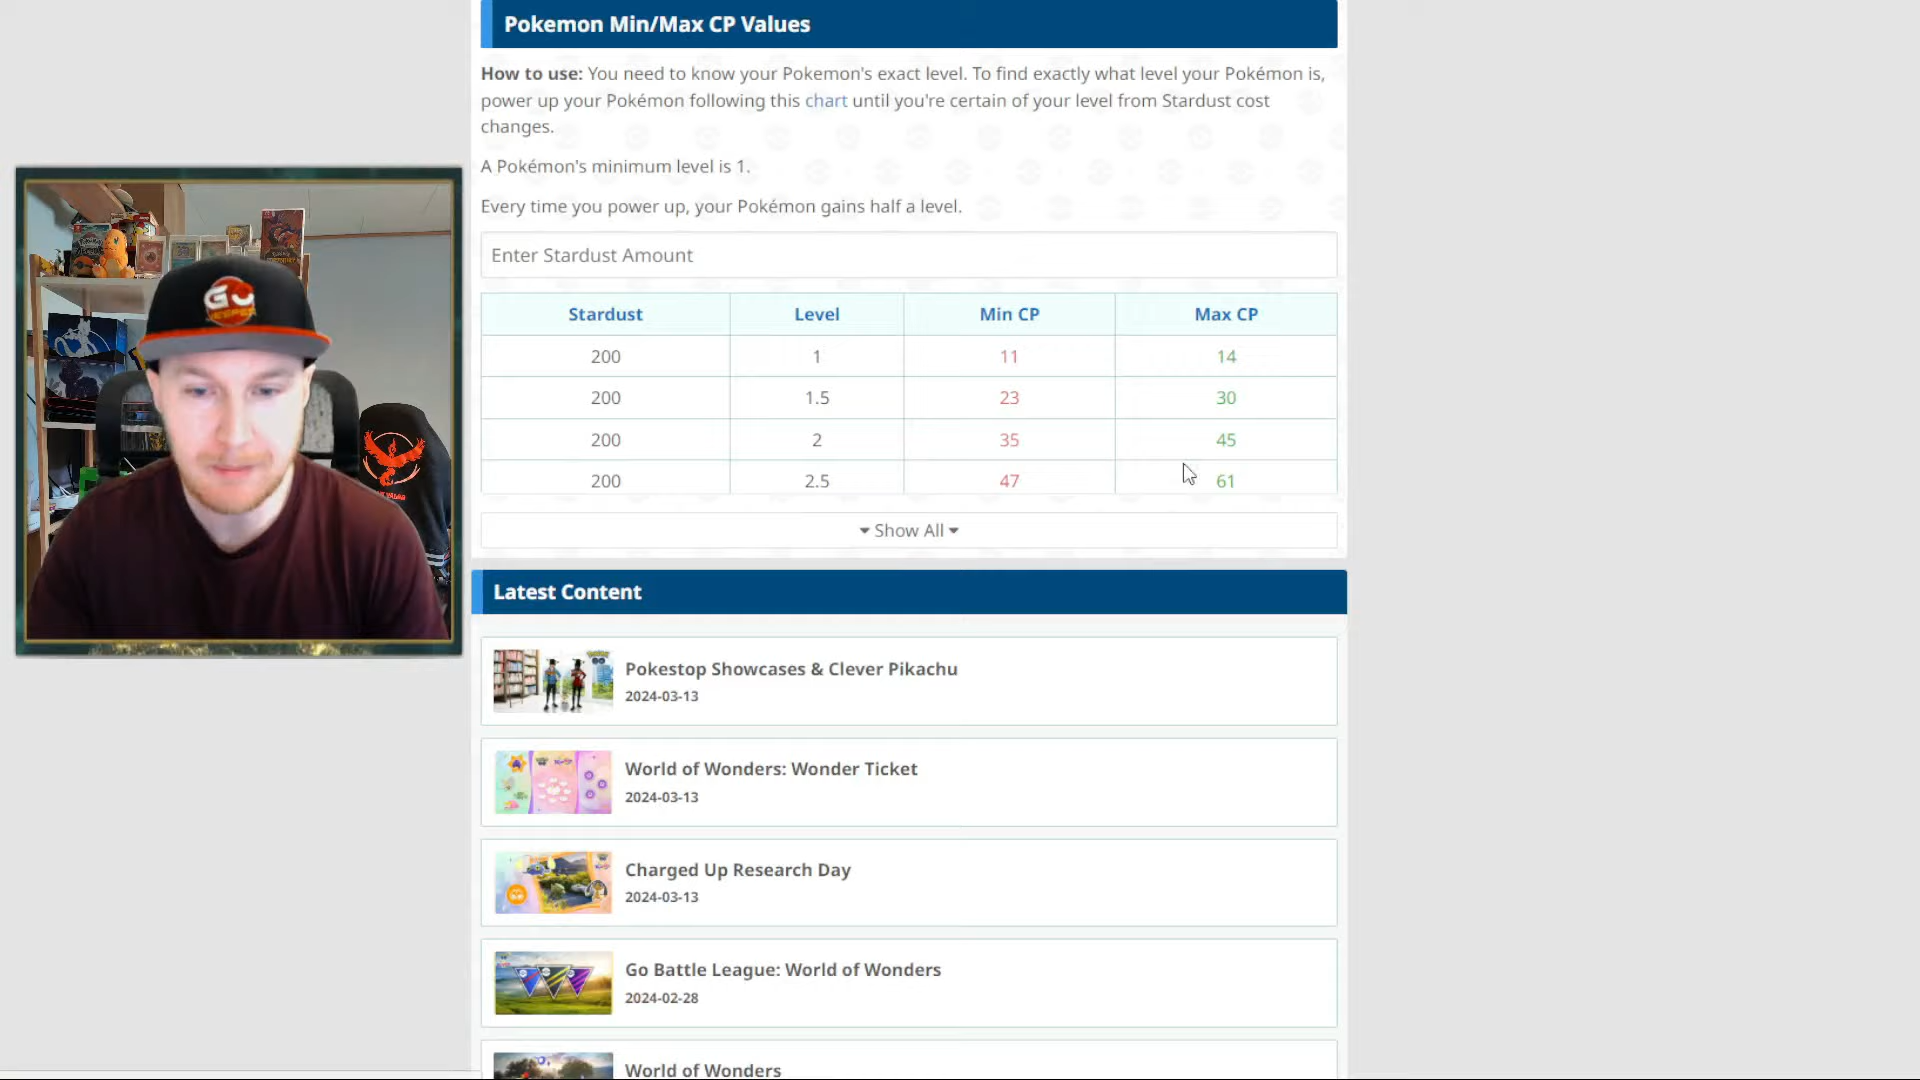 Pokemon Min/Max CP Values
How to use: You need to know your Pokemon's exact level. To find exactly what level your Pokémon is,
power up your Pokémon following this chart until you're certain of your level from Stardust cost
changes.
A Pokémon's minimum level is 1.
Every time you power up, your Pokémon gains half a level.
Enter Stardust Amount
Stardust Level Min CP Max CP
200 1 11 14
200 1.5 23 30
200 2 35 45
200 2.5 47 61
Show All
Latest Content
Pokestop Showcases & Clever Pikachu
2024-03-13
World of Wonders: Wonder Ticket
2024-03-13
Charged Up Research Day
2024-03-13
Go Battle League: World of Wonders
2024-02-28
World of Wonders
GO